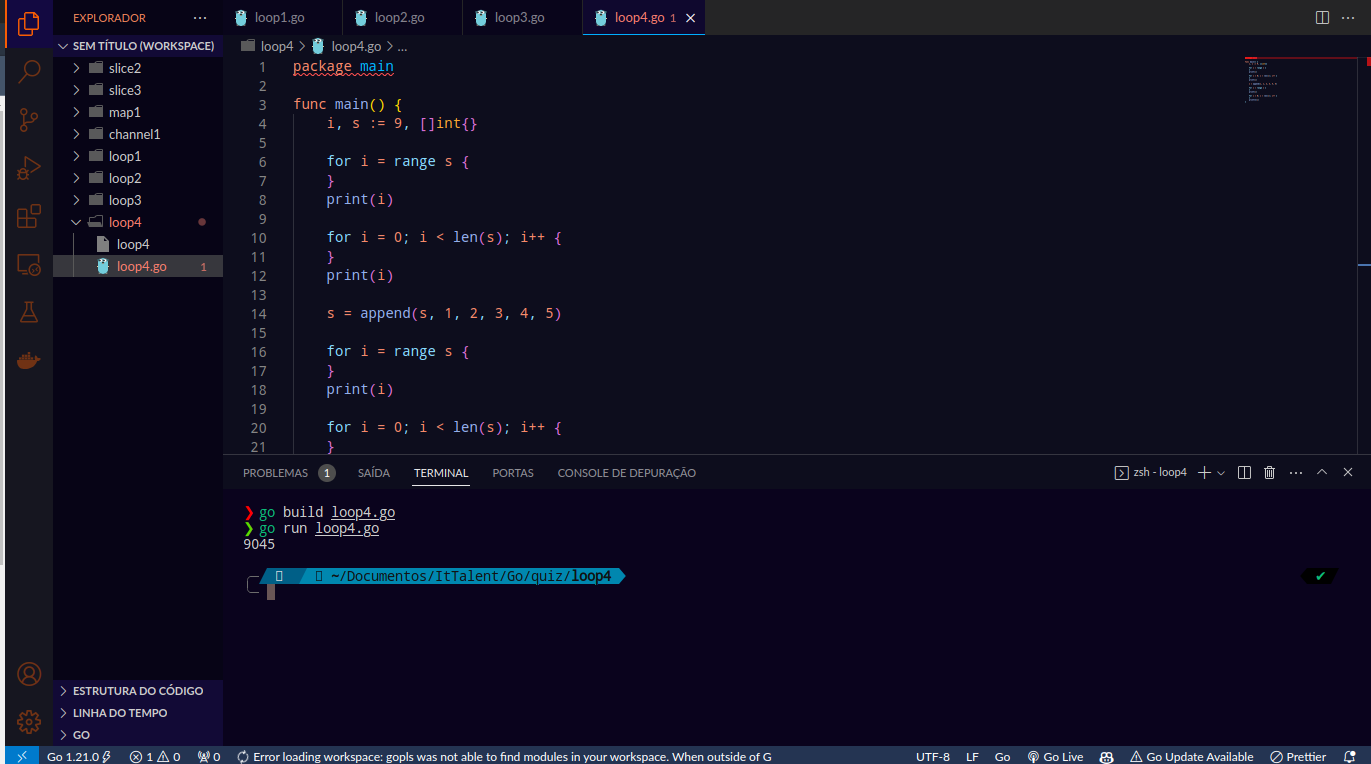 EXPLORADOR ···
loop1.go loop2.go loop3.go loop4.go 1
SEM TÍTULO (WORKSPACE)
slice2
slice3
map1
channel1
loop1
loop2
loop3
loop4
loop4
loop4.go 1
ESTRUTURA DO CÓDIGO
LINHA DO TEMPO
GO
loop4 > loop4.go > ...
1 package main
2
3 func main() {
4 i, s := 9, []int{}
5
6 for i = range s {
7 }
8 print(i)
9
10 for i = 0; i < len(s); i++ {
11 }
12 print(i)
13
14 s = append(s, 1, 2, 3, 4, 5)
15
16 for i = range s {
17 }
18 print(i)
19
20 for i = 0; i < len(s); i++ {
21 }
PROBLEMAS 1 SAÍDA TERMINAL PORTAS CONSOLE DE DEPURAÇÃO
zsh - loop4
❯ go build loop4.go
❯ go run loop4.go
9045
~/Documentos/ItTalent/Go/quiz/loop4
Go 1.21.0 1 0 0 Error loading workspace: gopls was not able to find modules in your workspace. When outside of G
UTF-8 LF Go Go Live Go Update Available Prettier